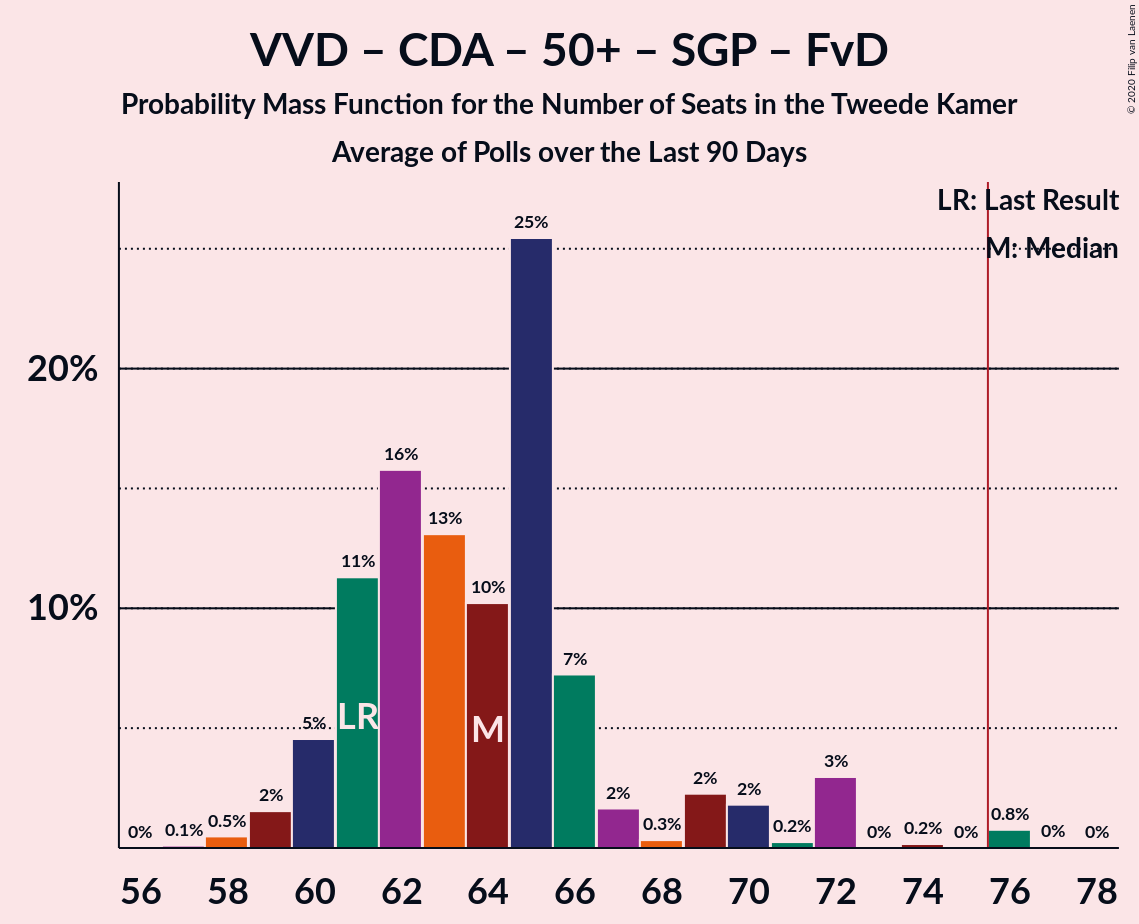 VVD – CDA – 50+ – SGP – FvD
Probability Mass Function for the Number of Seats in the Tweede Kamer
Average of Polls over the Last 90 Days
© 2020 Filip van Laenen
LR: Last Result
M: Median
20%
10%
0% 0.1% 0.5% 2% 5% 11% 16% 13% 10% 25% 7% 2% 0.3% 2% 2% 0.2% 3% 0% 0.2% 0% 0.8% 0% 0%
LR M
56 58 60 62 64 66 68 70 72 74 76 78